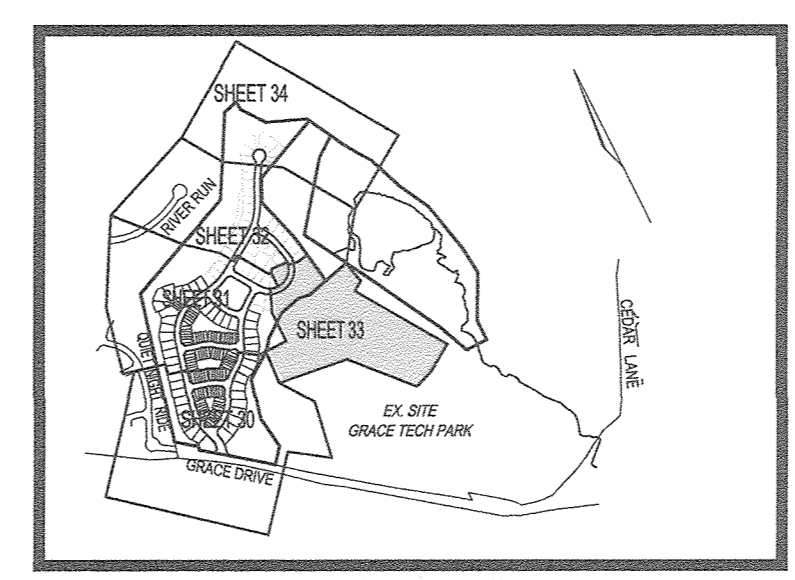 SHEET 34
RIVER RUN
SHEET 32
SHEET 31
SHEET 33
CEDAR LANE
QUIET NIGHT RIDE
EX. SITE
GRACE TECH PARK
SHEET 30
GRACE DRIVE